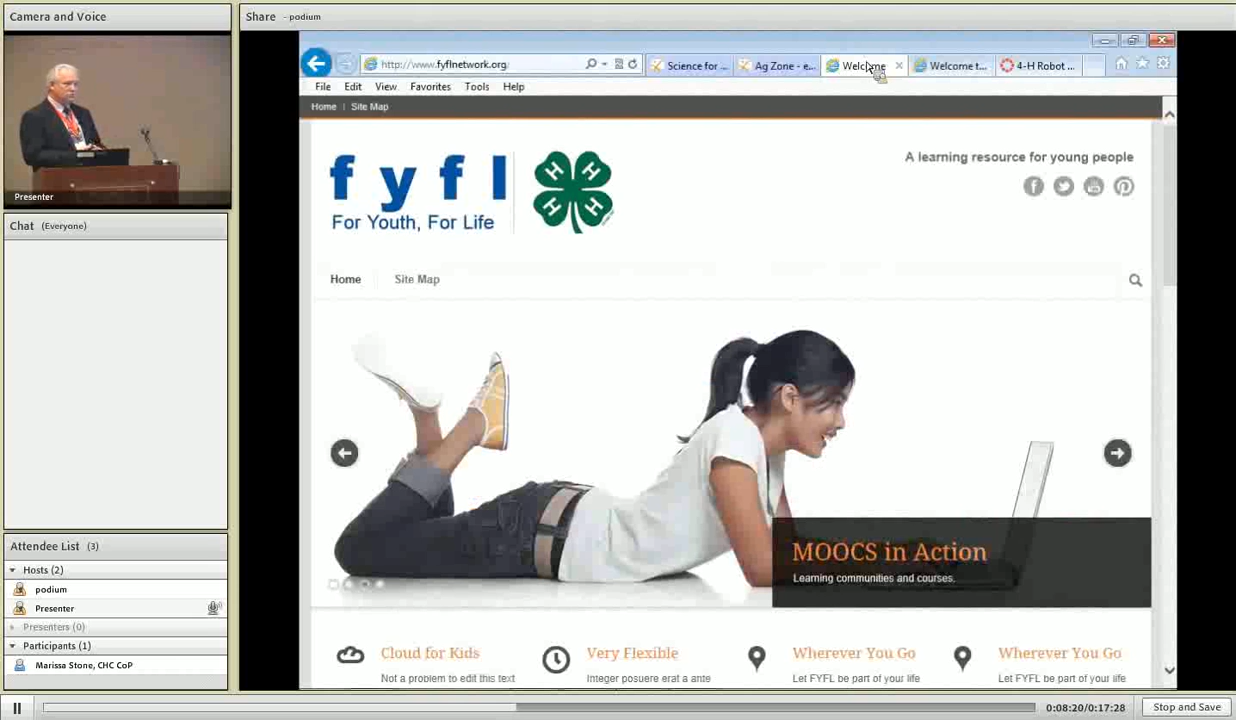 Camera and Voice
Presenter
Chat (Everyone)
Attendee List (3)
Hosts (2)
podium
Presenter
Presenters (0)
Participants (1)
Marissa Stone, CHC CoP
Share - podium
http://www.fyflnetwork.org/
Science for ...
Ag Zone - e...
Welcome
Welcome t...
4-H Robot ...
File Edit View Favorites Tools Help
Home | Site Map
fyfl
For Youth, For Life
H H H H
A learning resource for young people
Home Site Map
MOOCS in Action
Learning communities and courses.
Cloud for Kids
Not a problem to edit this text
Very Flexible
Integer posuere erat a ante
Wherever You Go
Let FYFL be part of your life
Wherever You Go
Let FYFL be part of your life
0:08:20/0:17:28
Stop and Save